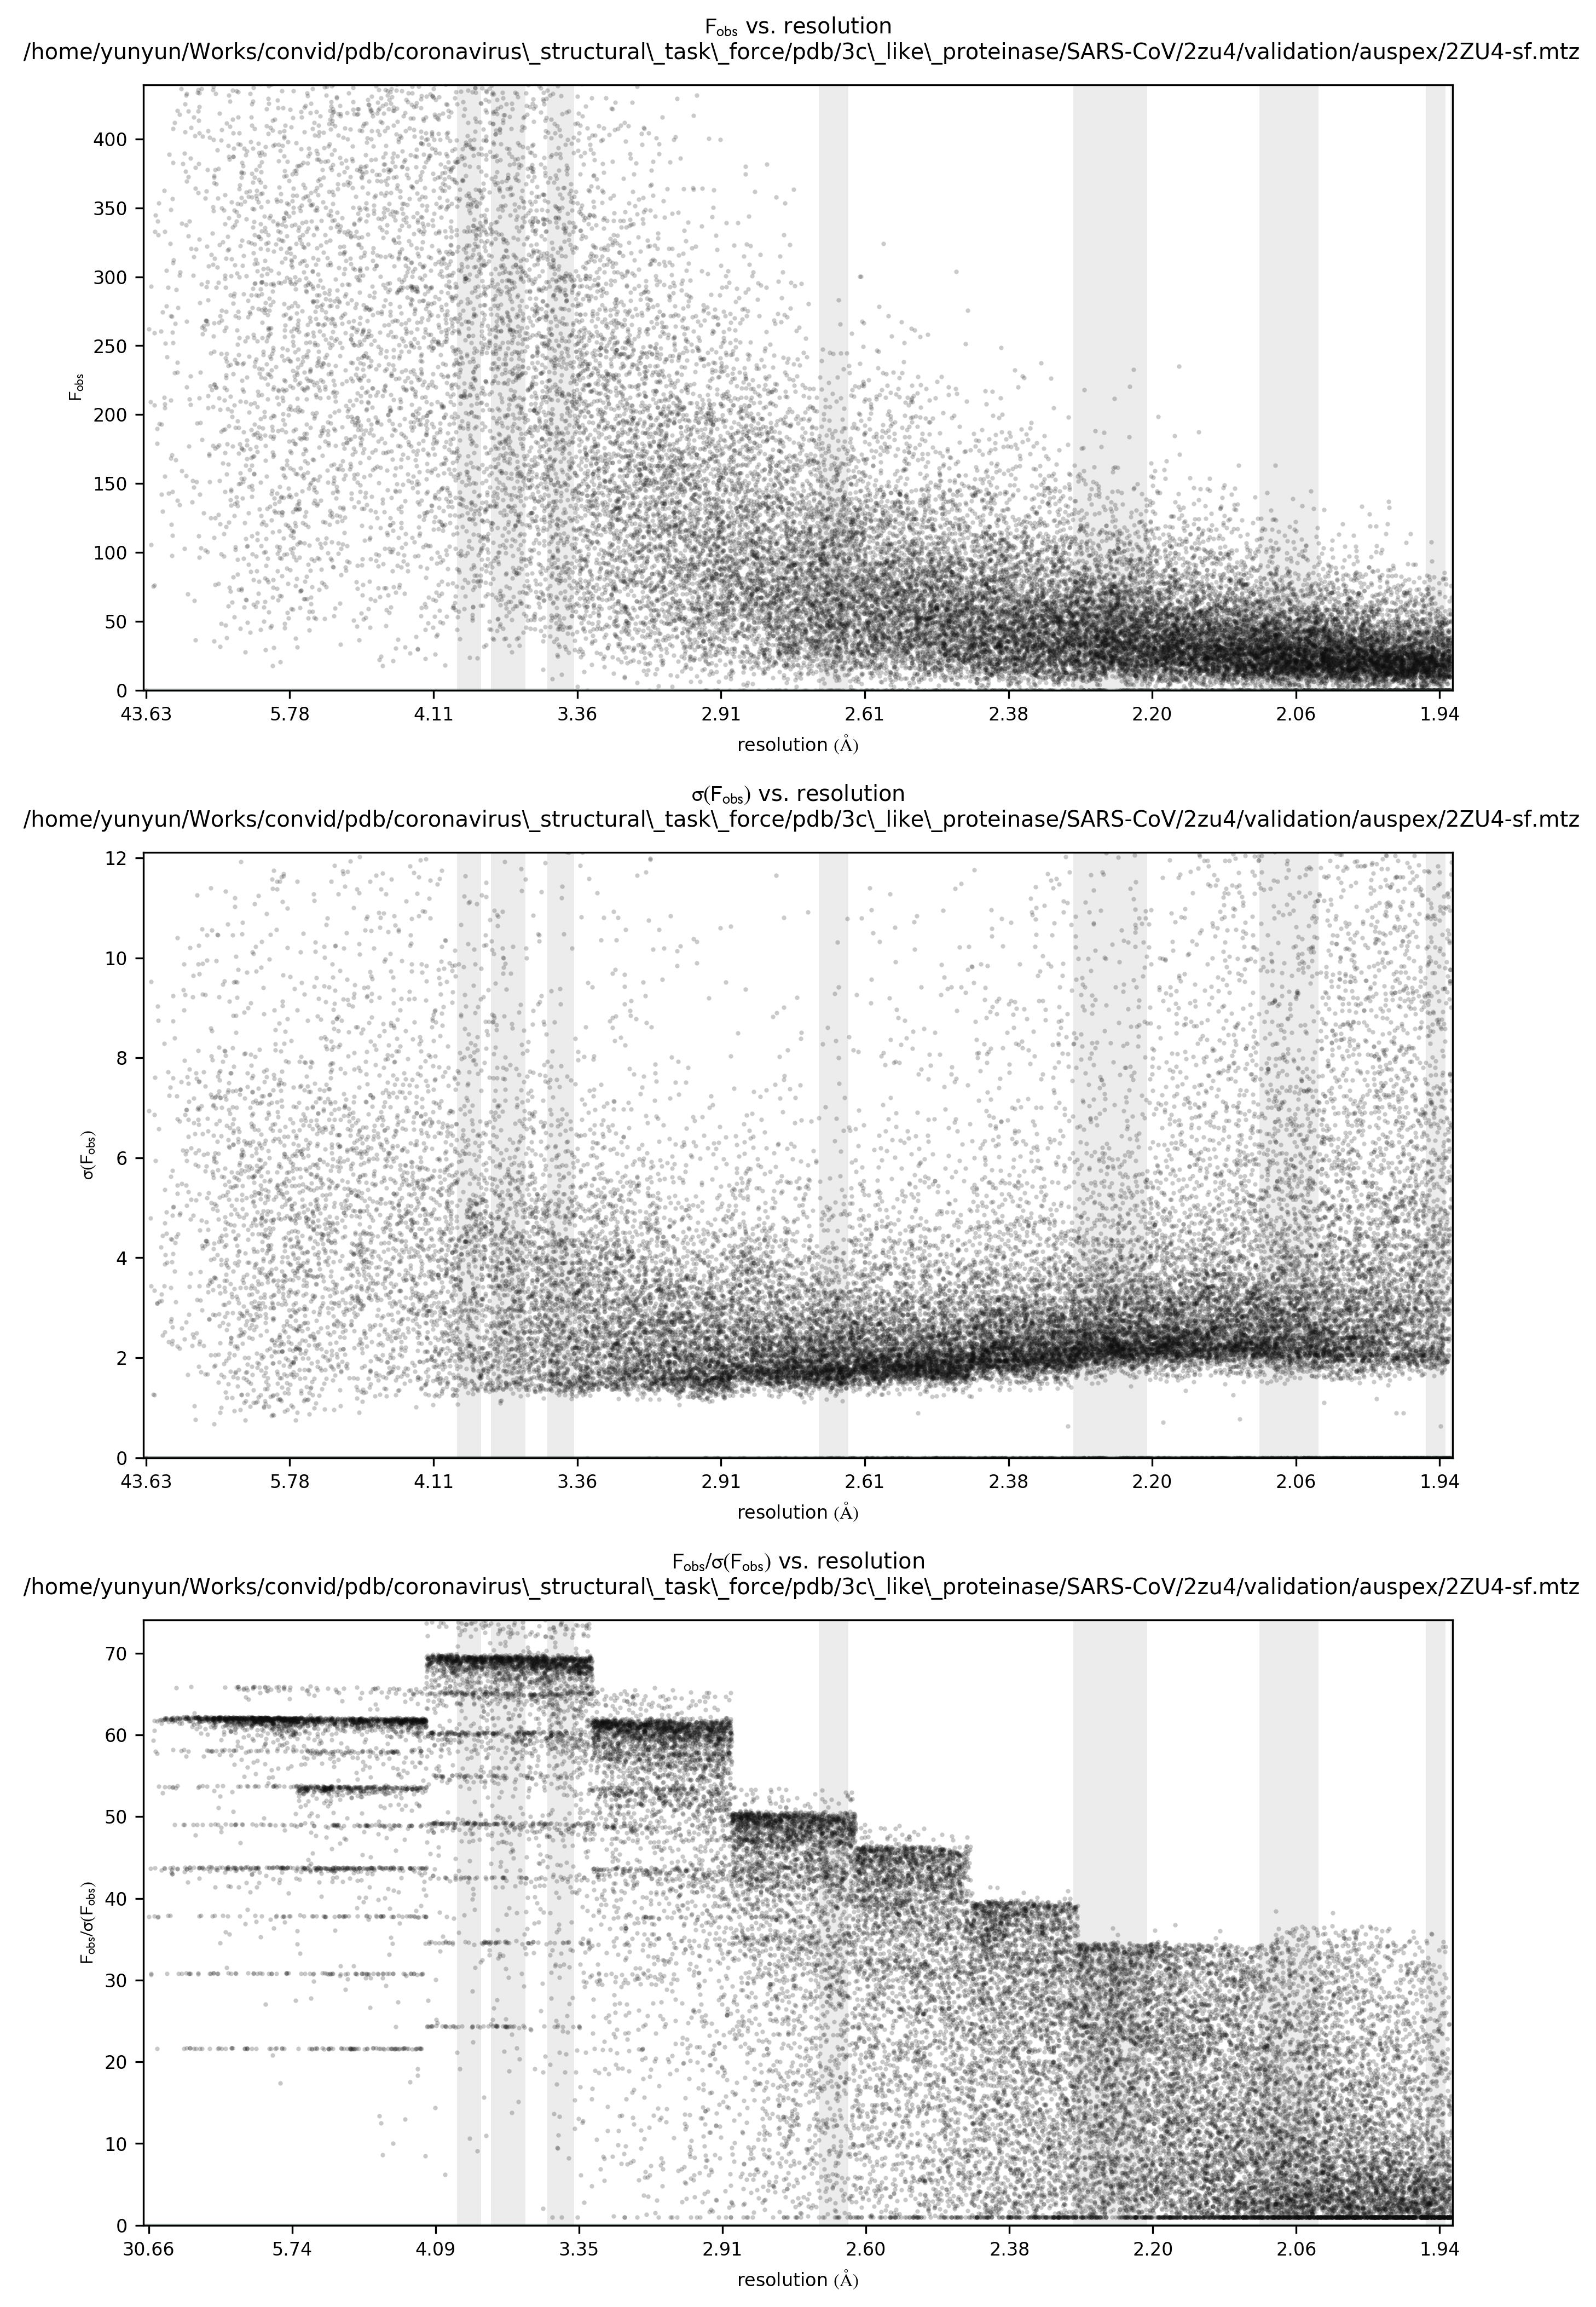 Fobs vs. resolution
/home/yunyun/Works/convid/pdb/coronavirus\_structural\_task\_force/pdb/3c\_like\_proteinase/SARS-CoV/2zu4/validation/auspex/2ZU4-sf.mtz
400
350
300
250
200
150
100
50
0
Fobs
43.63 5.78 4.11 3.36 2.91 2.61 2.38 2.20 2.06 1.94
resolution (Å)
σ(Fobs) vs. resolution
/home/yunyun/Works/convid/pdb/coronavirus\_structural\_task\_force/pdb/3c\_like\_proteinase/SARS-CoV/2zu4/validation/auspex/2ZU4-sf.mtz
12
10
8
6
4
2
0
σ(Fobs)
43.63 5.78 4.11 3.36 2.91 2.61 2.38 2.20 2.06 1.94
resolution (Å)
Fobs/σ(Fobs) vs. resolution
/home/yunyun/Works/convid/pdb/coronavirus\_structural\_task\_force/pdb/3c\_like\_proteinase/SARS-CoV/2zu4/validation/auspex/2ZU4-sf.mtz
70
60
50
40
30
20
10
0
Fobs/σ(Fobs)
30.66 5.74 4.09 3.35 2.91 2.60 2.38 2.20 2.06 1.94
resolution (Å)